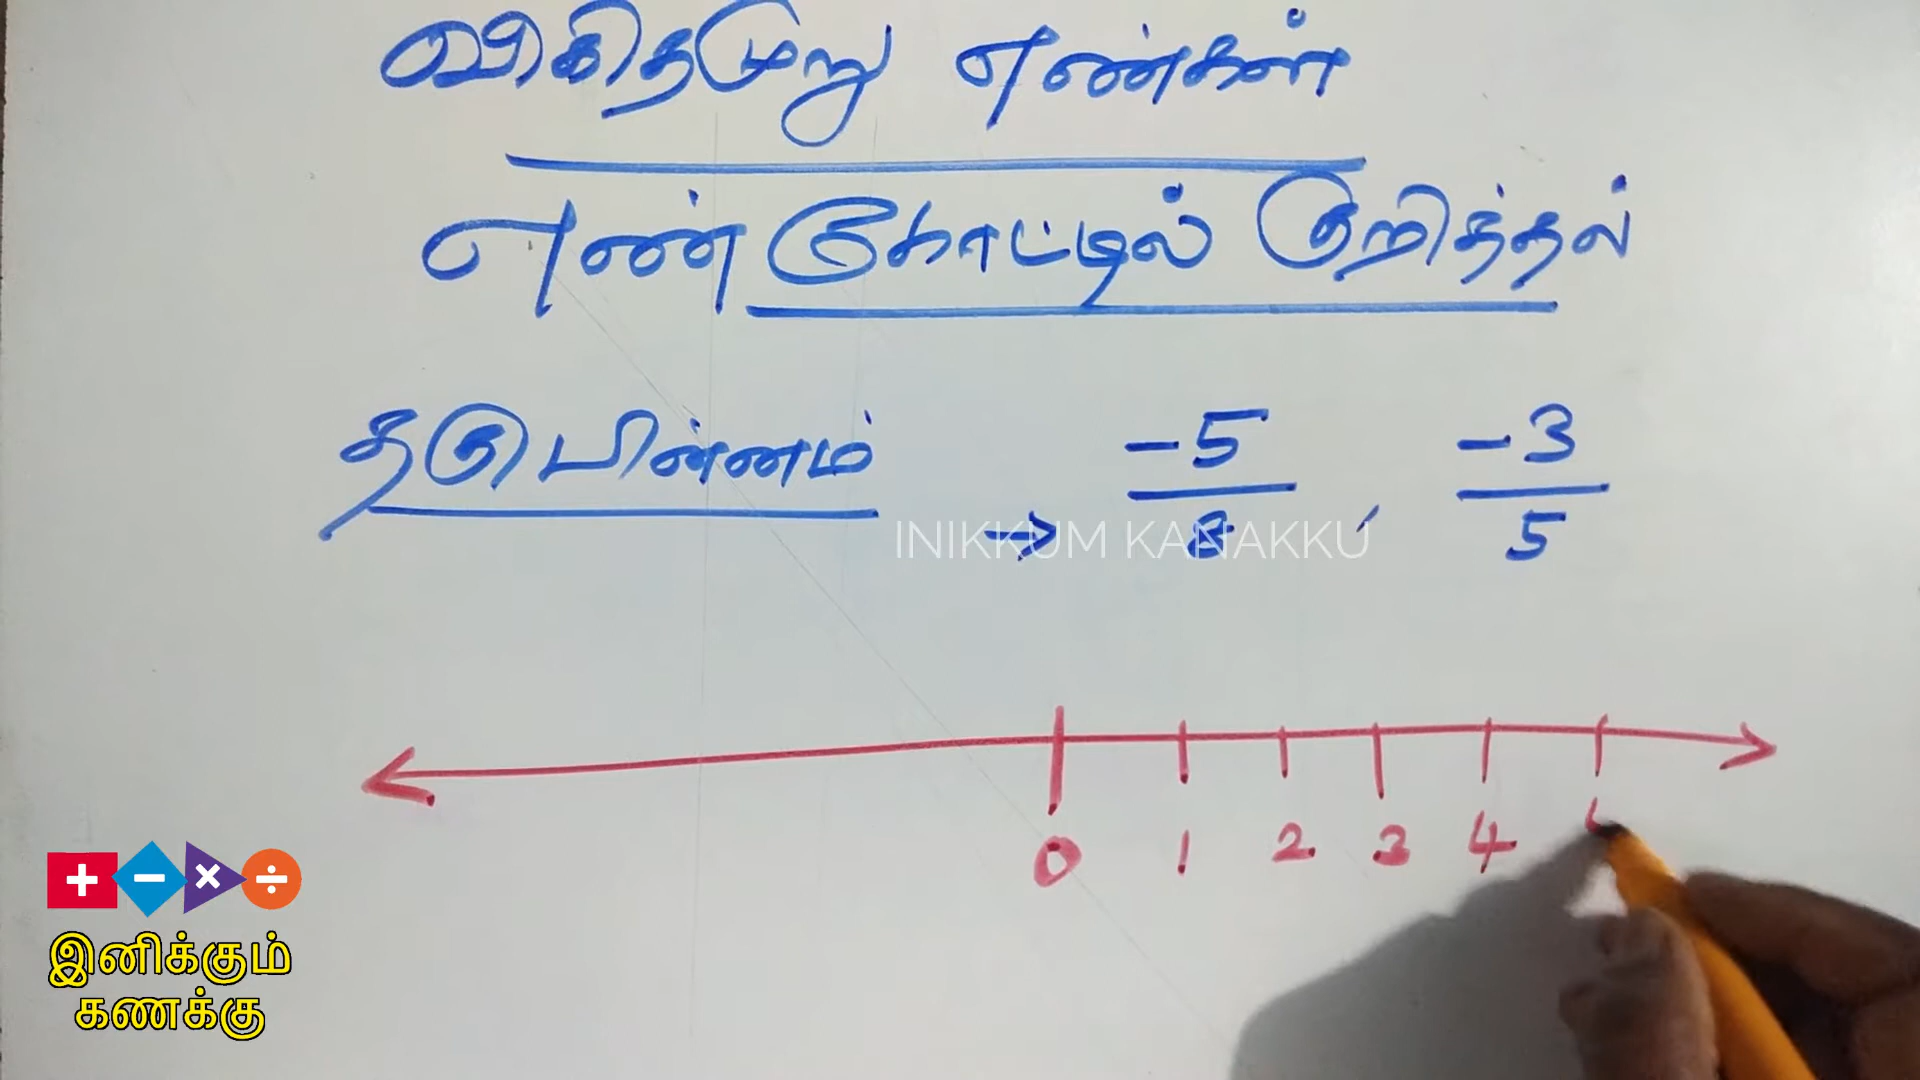 விகிதமுறு எண்கள்
எண் கோட்டில் குறித்தல்
தகு பின்னம் → -5/8 , -3/5
INIKKUM KANAKKU
0 1 2 3 4
+ − × ÷
இனிக்கும்
கணக்கு